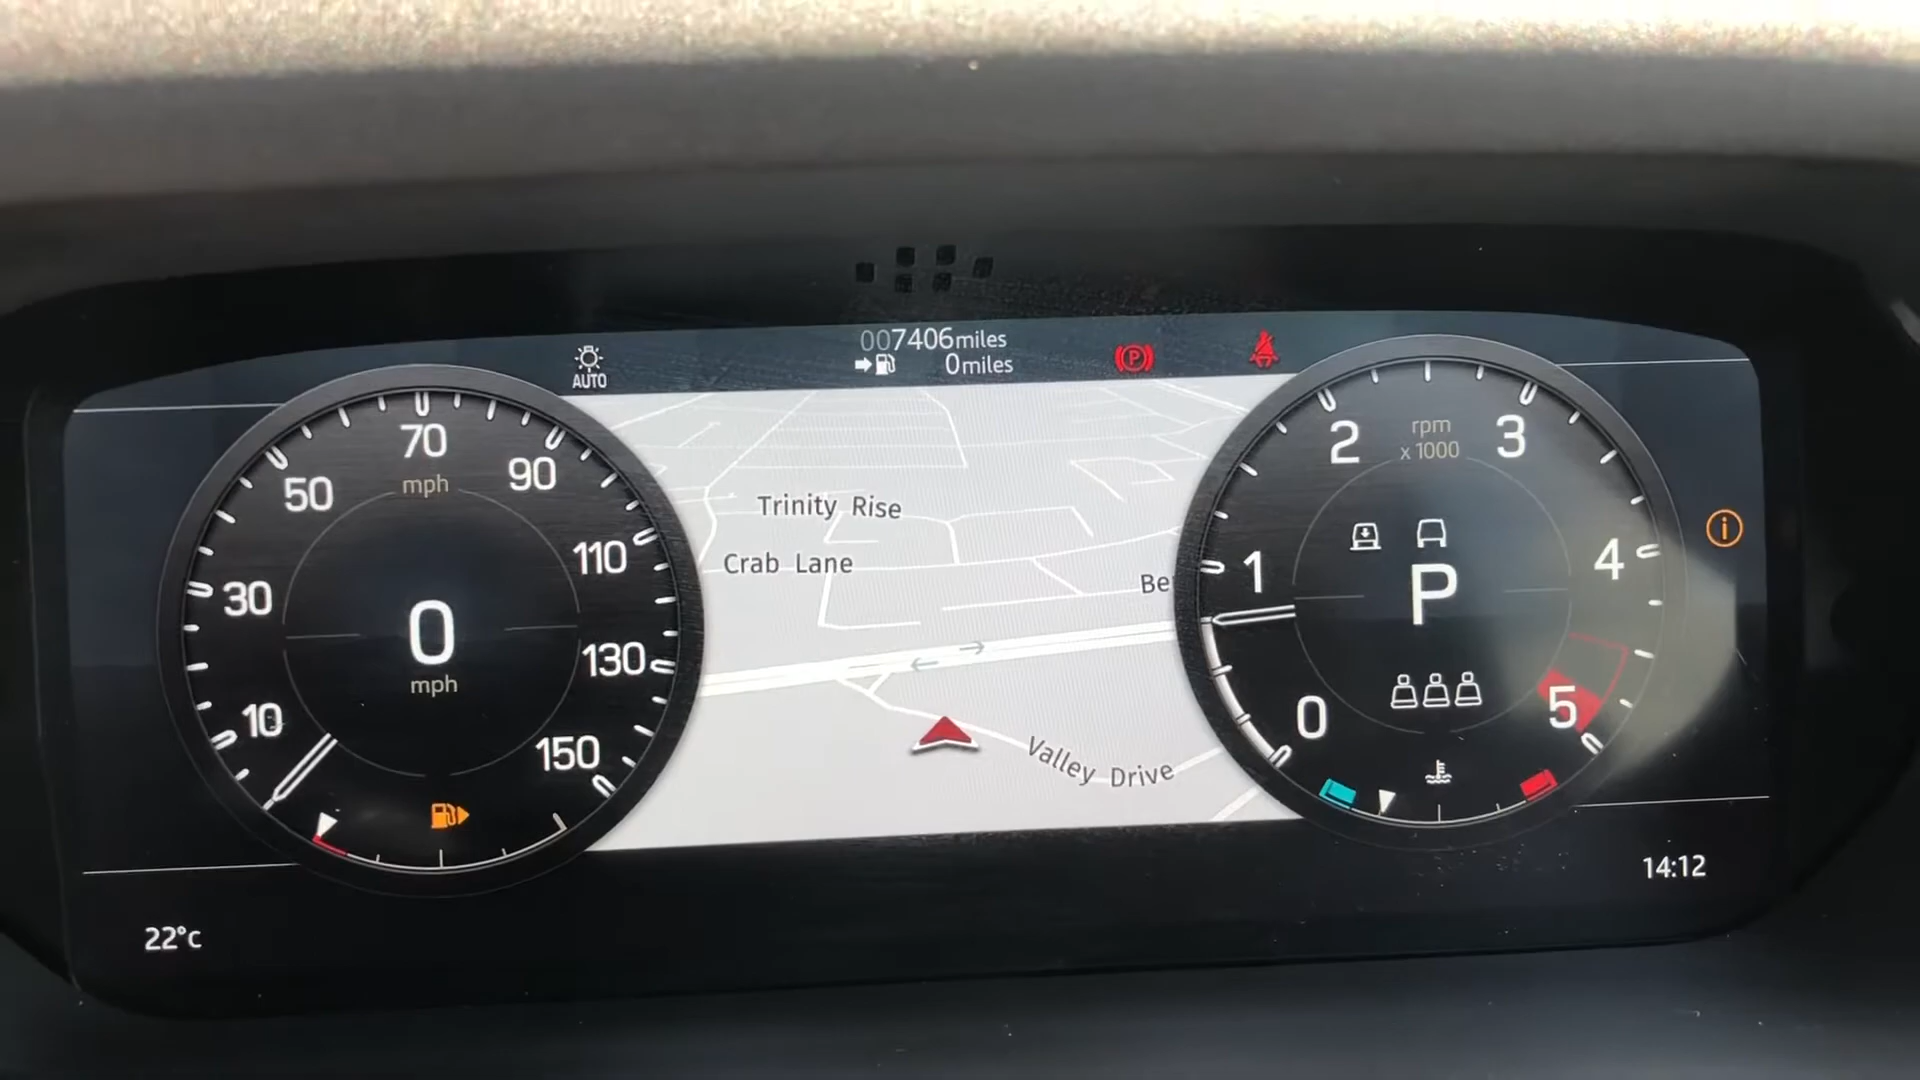 007406miles
0miles
AUTO
P
70
mph
50
90
30
110
10
130
150
0
mph
Trinity Rise
Crab Lane
Be
Valley Drive
rpm
x 1000
2
3
1
4
0
5
P
i
14:12
22°c